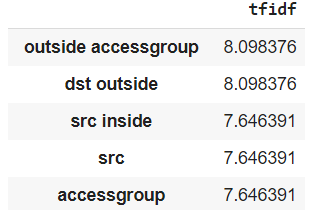 tfidf
outside accessgroup 8.098376
dst outside 8.098376
src inside 7.646391
src 7.646391
accessgroup 7.646391